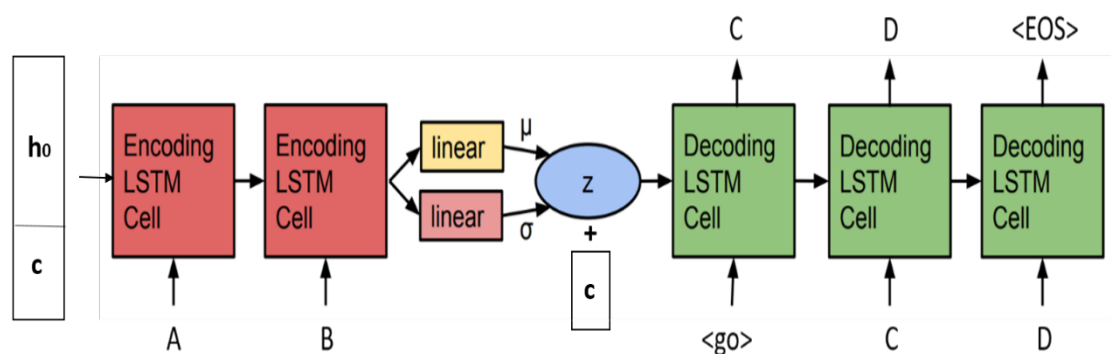 C D <EOS>
h₀
c
Encoding
LSTM
Cell
Encoding
LSTM
Cell
linear
linear
μ
σ
z
+
c
Decoding
LSTM
Cell
Decoding
LSTM
Cell
Decoding
LSTM
Cell
A B <go> C D